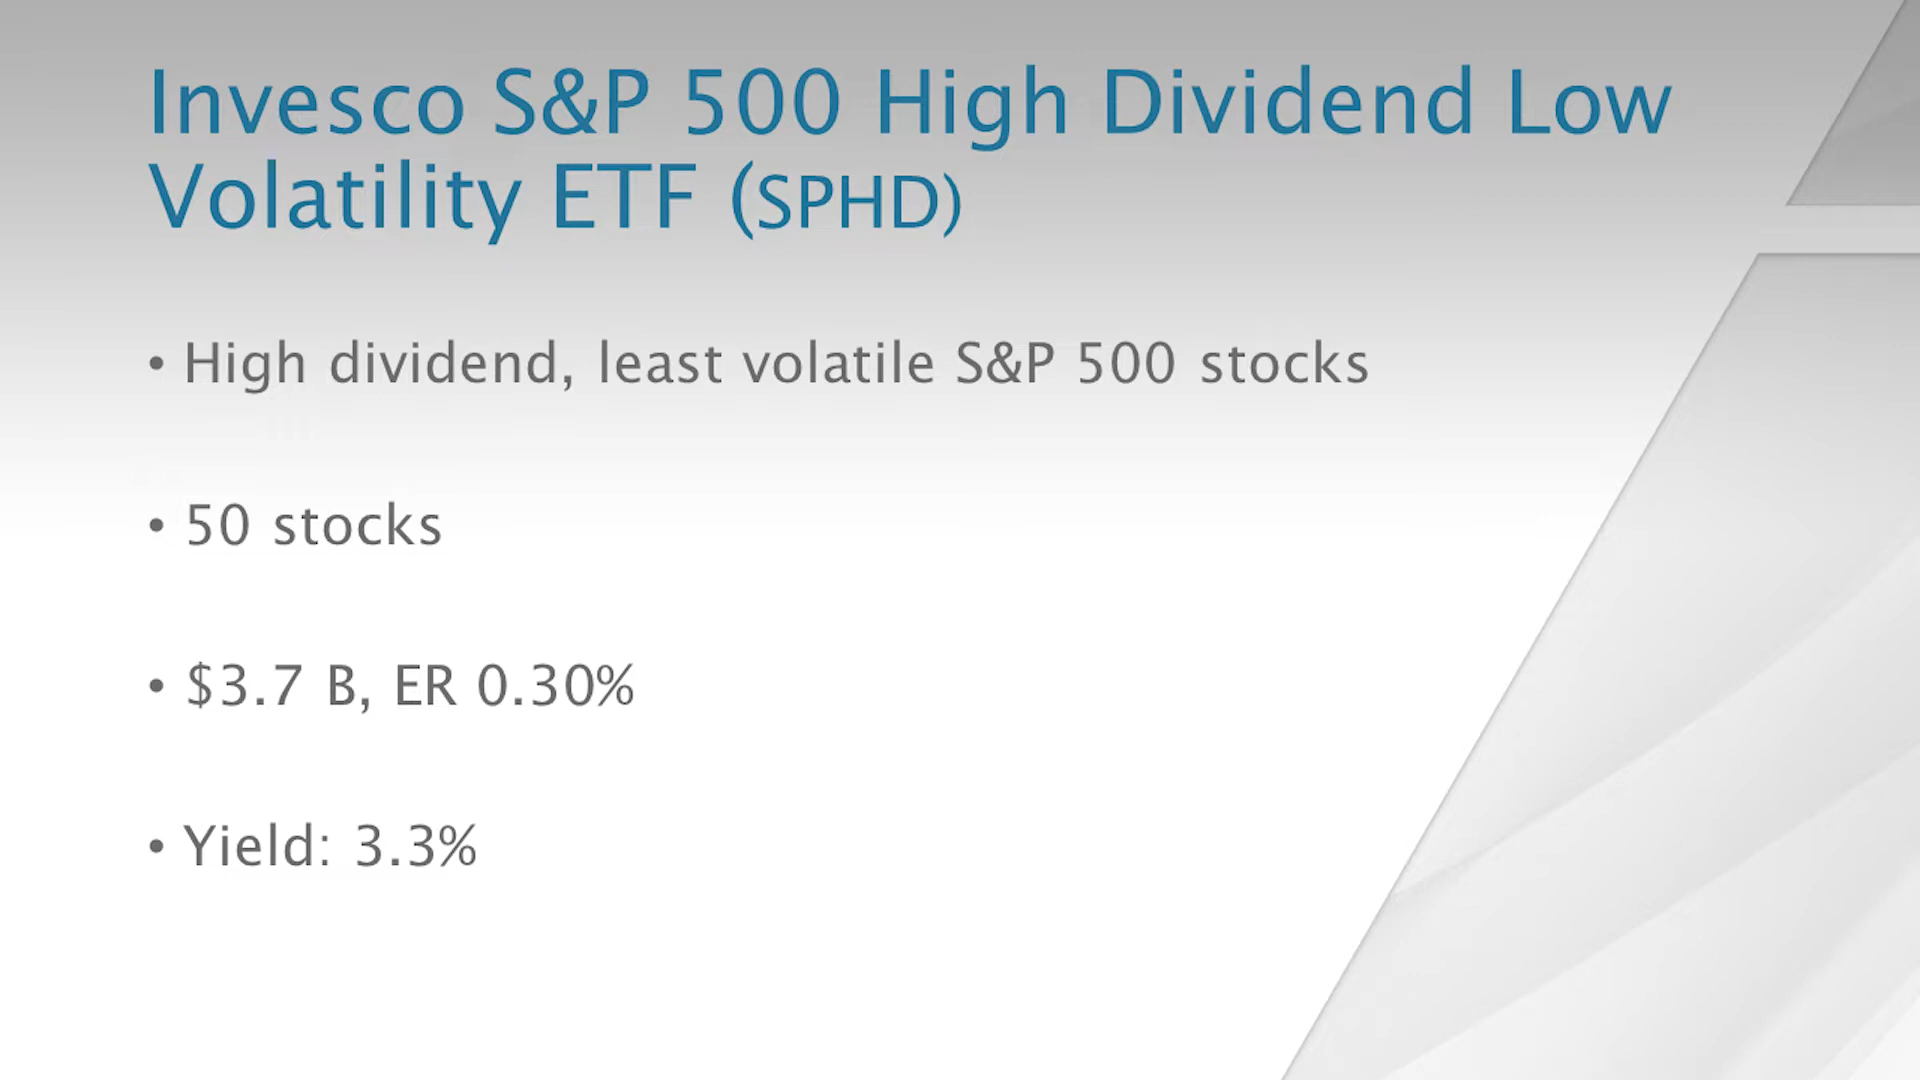 Invesco S&P 500 High Dividend Low
Volatility ETF (SPHD)
• High dividend, least volatile S&P 500 stocks
• 50 stocks
• $3.7 B, ER 0.30%
• Yield: 3.3%